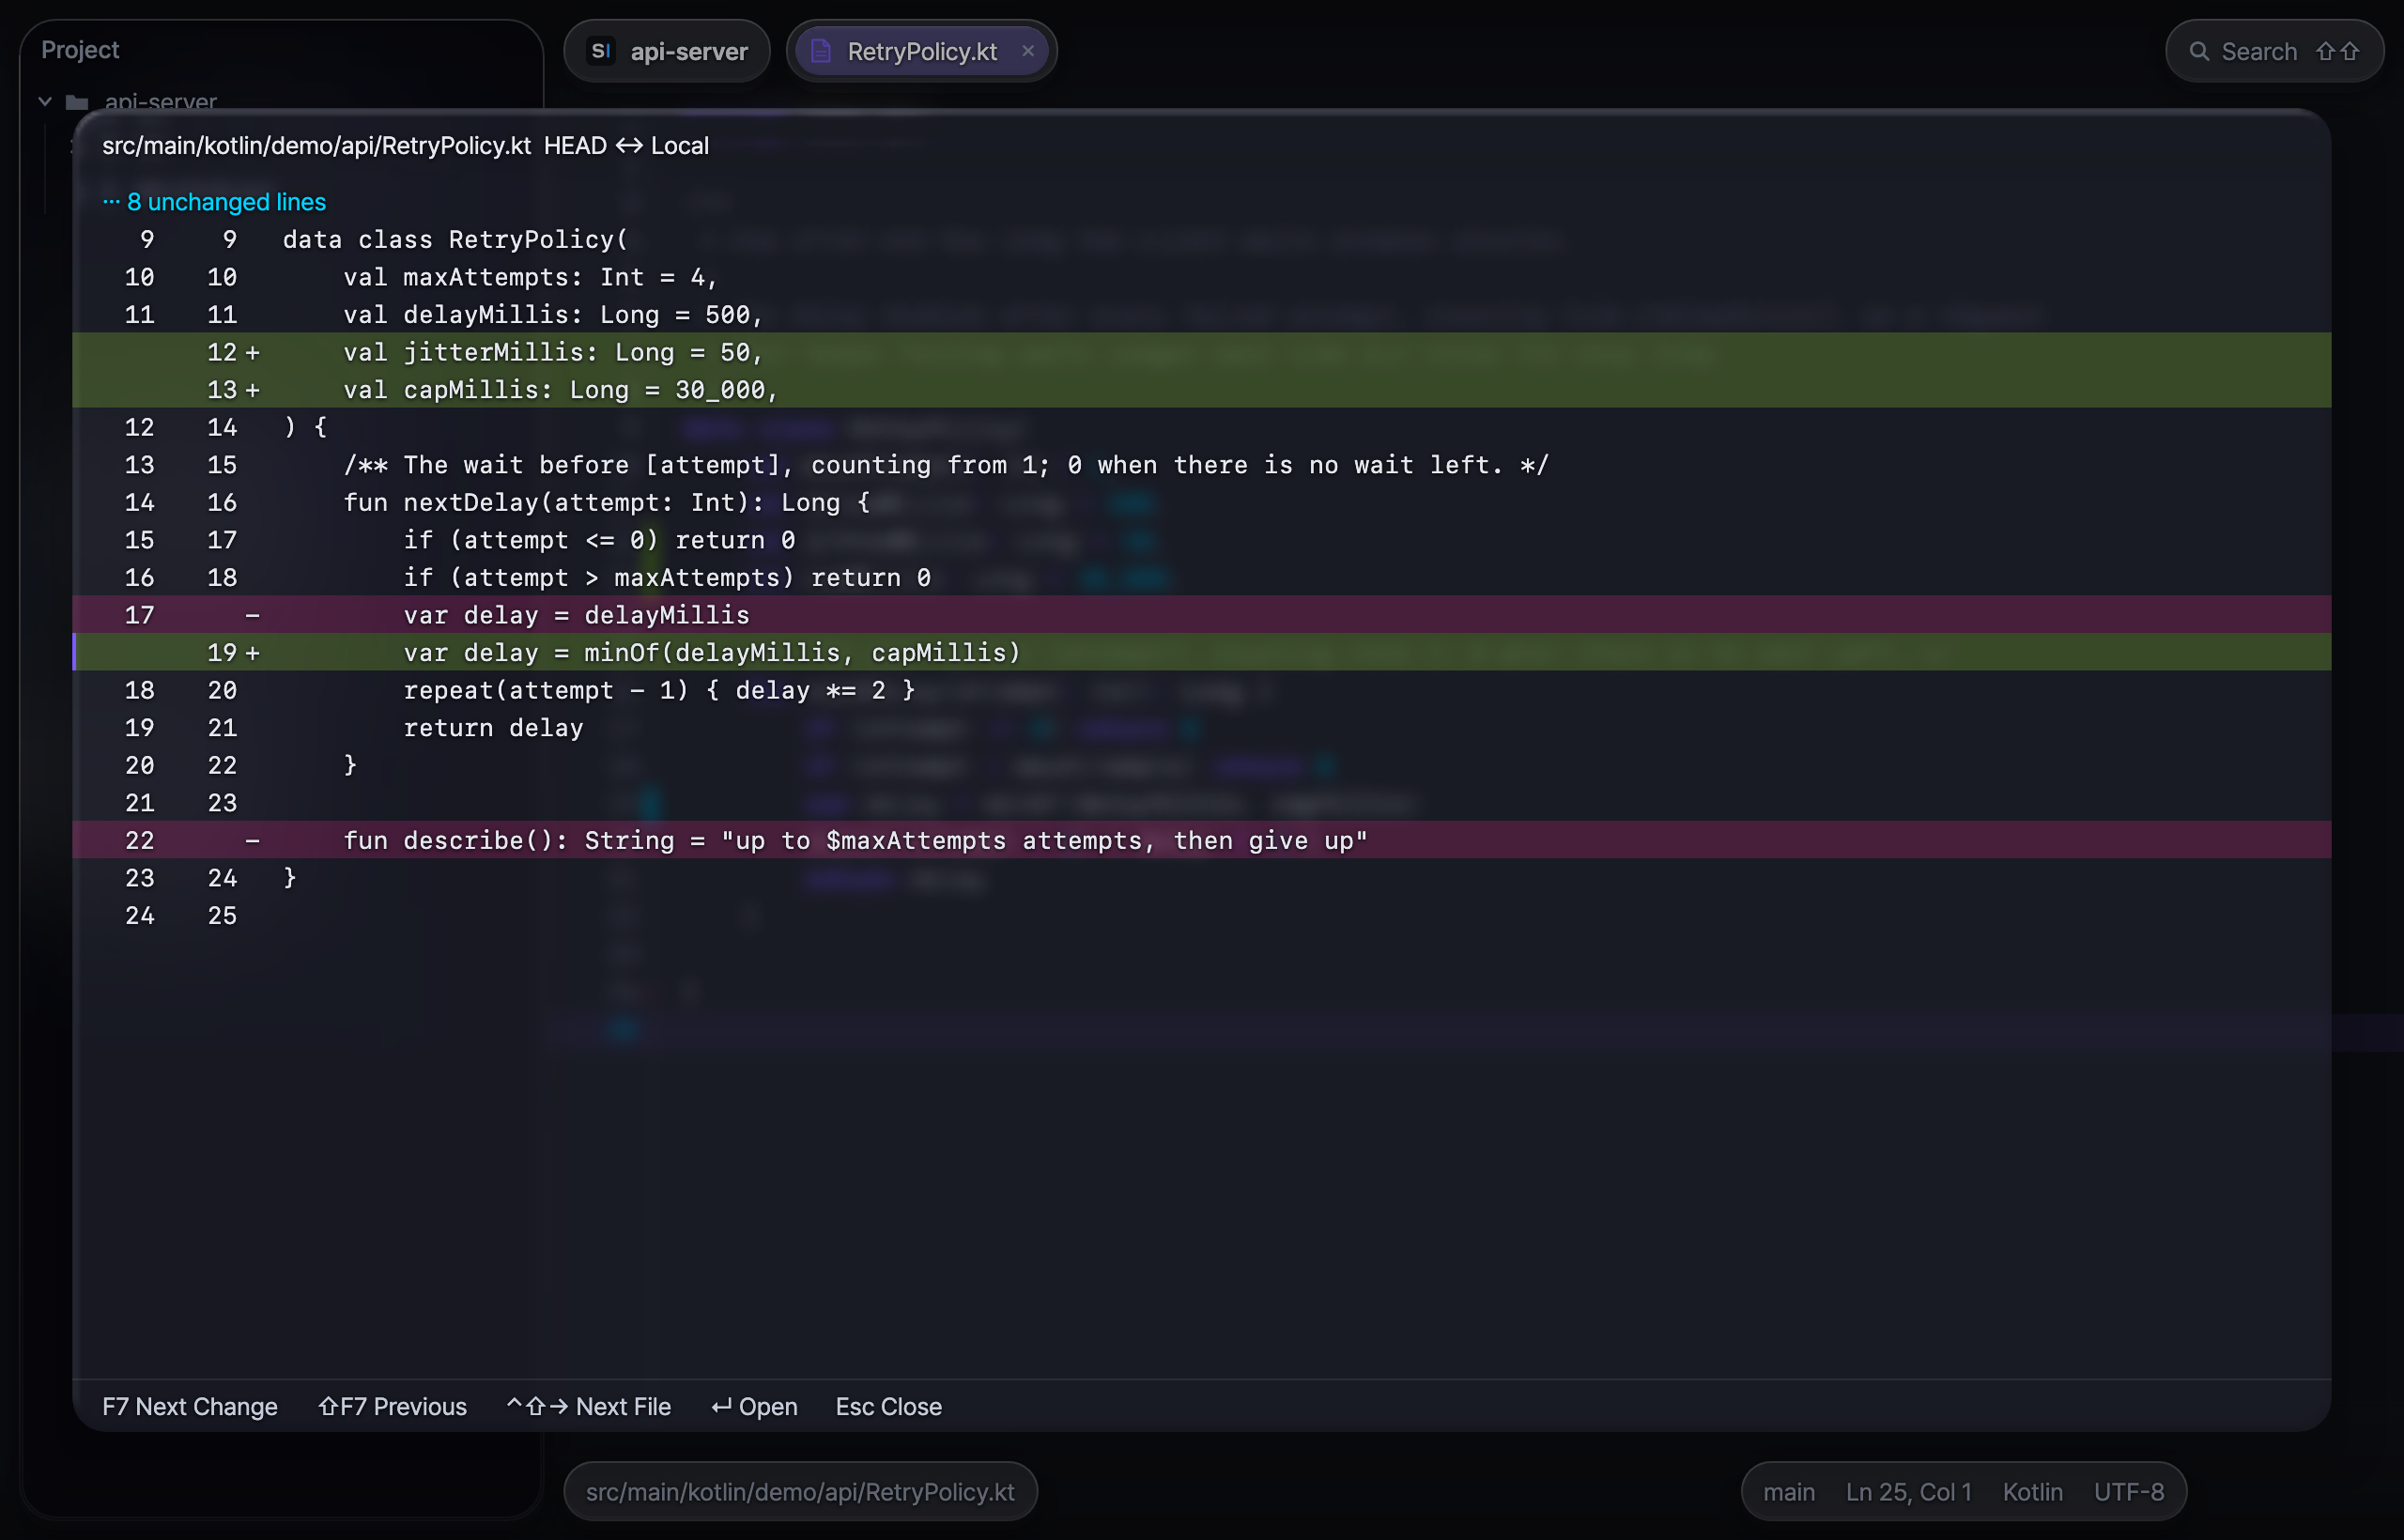 Project
api-server
SI api-server
RetryPolicy.kt ×
Search ⇧⇧
src/main/kotlin/demo/api/RetryPolicy.kt HEAD ↔ Local
··· 8 unchanged lines
9 9 data class RetryPolicy(
10 10 val maxAttempts: Int = 4,
11 11 val delayMillis: Long = 500,
12 + val jitterMillis: Long = 50,
13 + val capMillis: Long = 30_000,
12 14 ) {
13 15 /** The wait before [attempt], counting from 1; 0 when there is no wait left. */
14 16 fun nextDelay(attempt: Int): Long {
15 17 if (attempt <= 0) return 0
16 18 if (attempt > maxAttempts) return 0
17 − var delay = delayMillis
19 + var delay = minOf(delayMillis, capMillis)
18 20 repeat(attempt - 1) { delay *= 2 }
19 21 return delay
20 22 }
21 23
22 − fun describe(): String = "up to $maxAttempts attempts, then give up"
23 24 }
24 25
F7 Next Change ⇧F7 Previous ^⇧→ Next File ↵ Open Esc Close
src/main/kotlin/demo/api/RetryPolicy.kt
main Ln 25, Col 1 Kotlin UTF-8